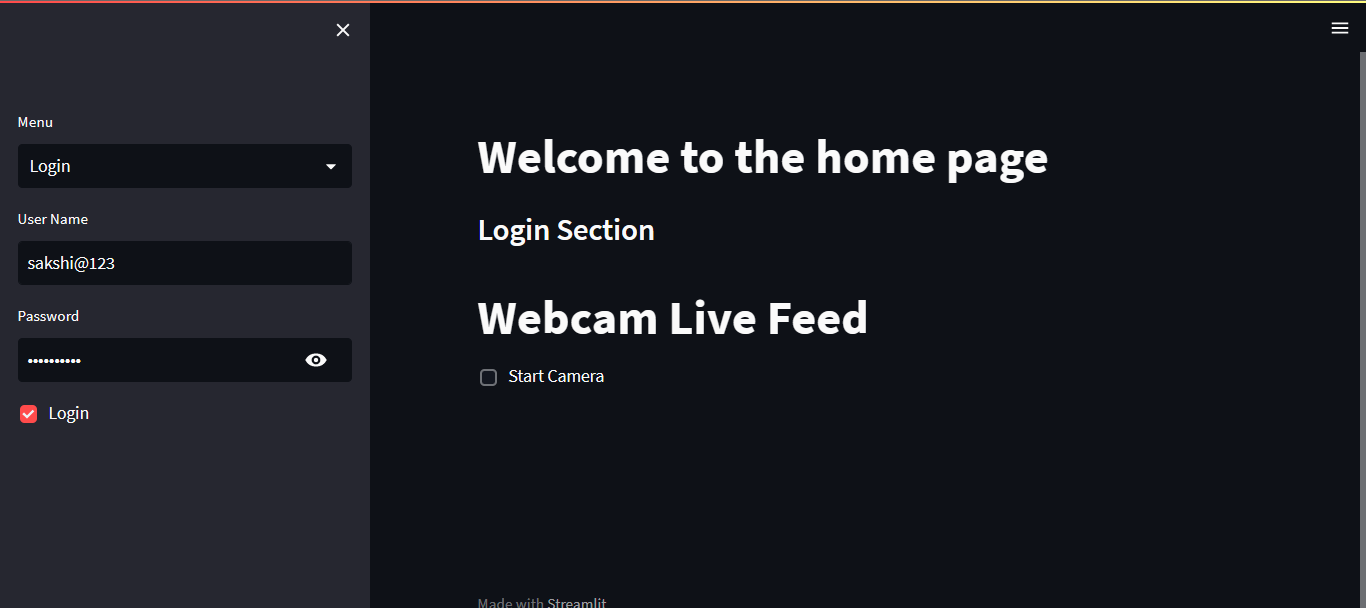 Menu
Login
User Name
sakshi@123
Password
••••••••••
Login
Welcome to the home page
Login Section
Webcam Live Feed
Start Camera
Made with Streamlit